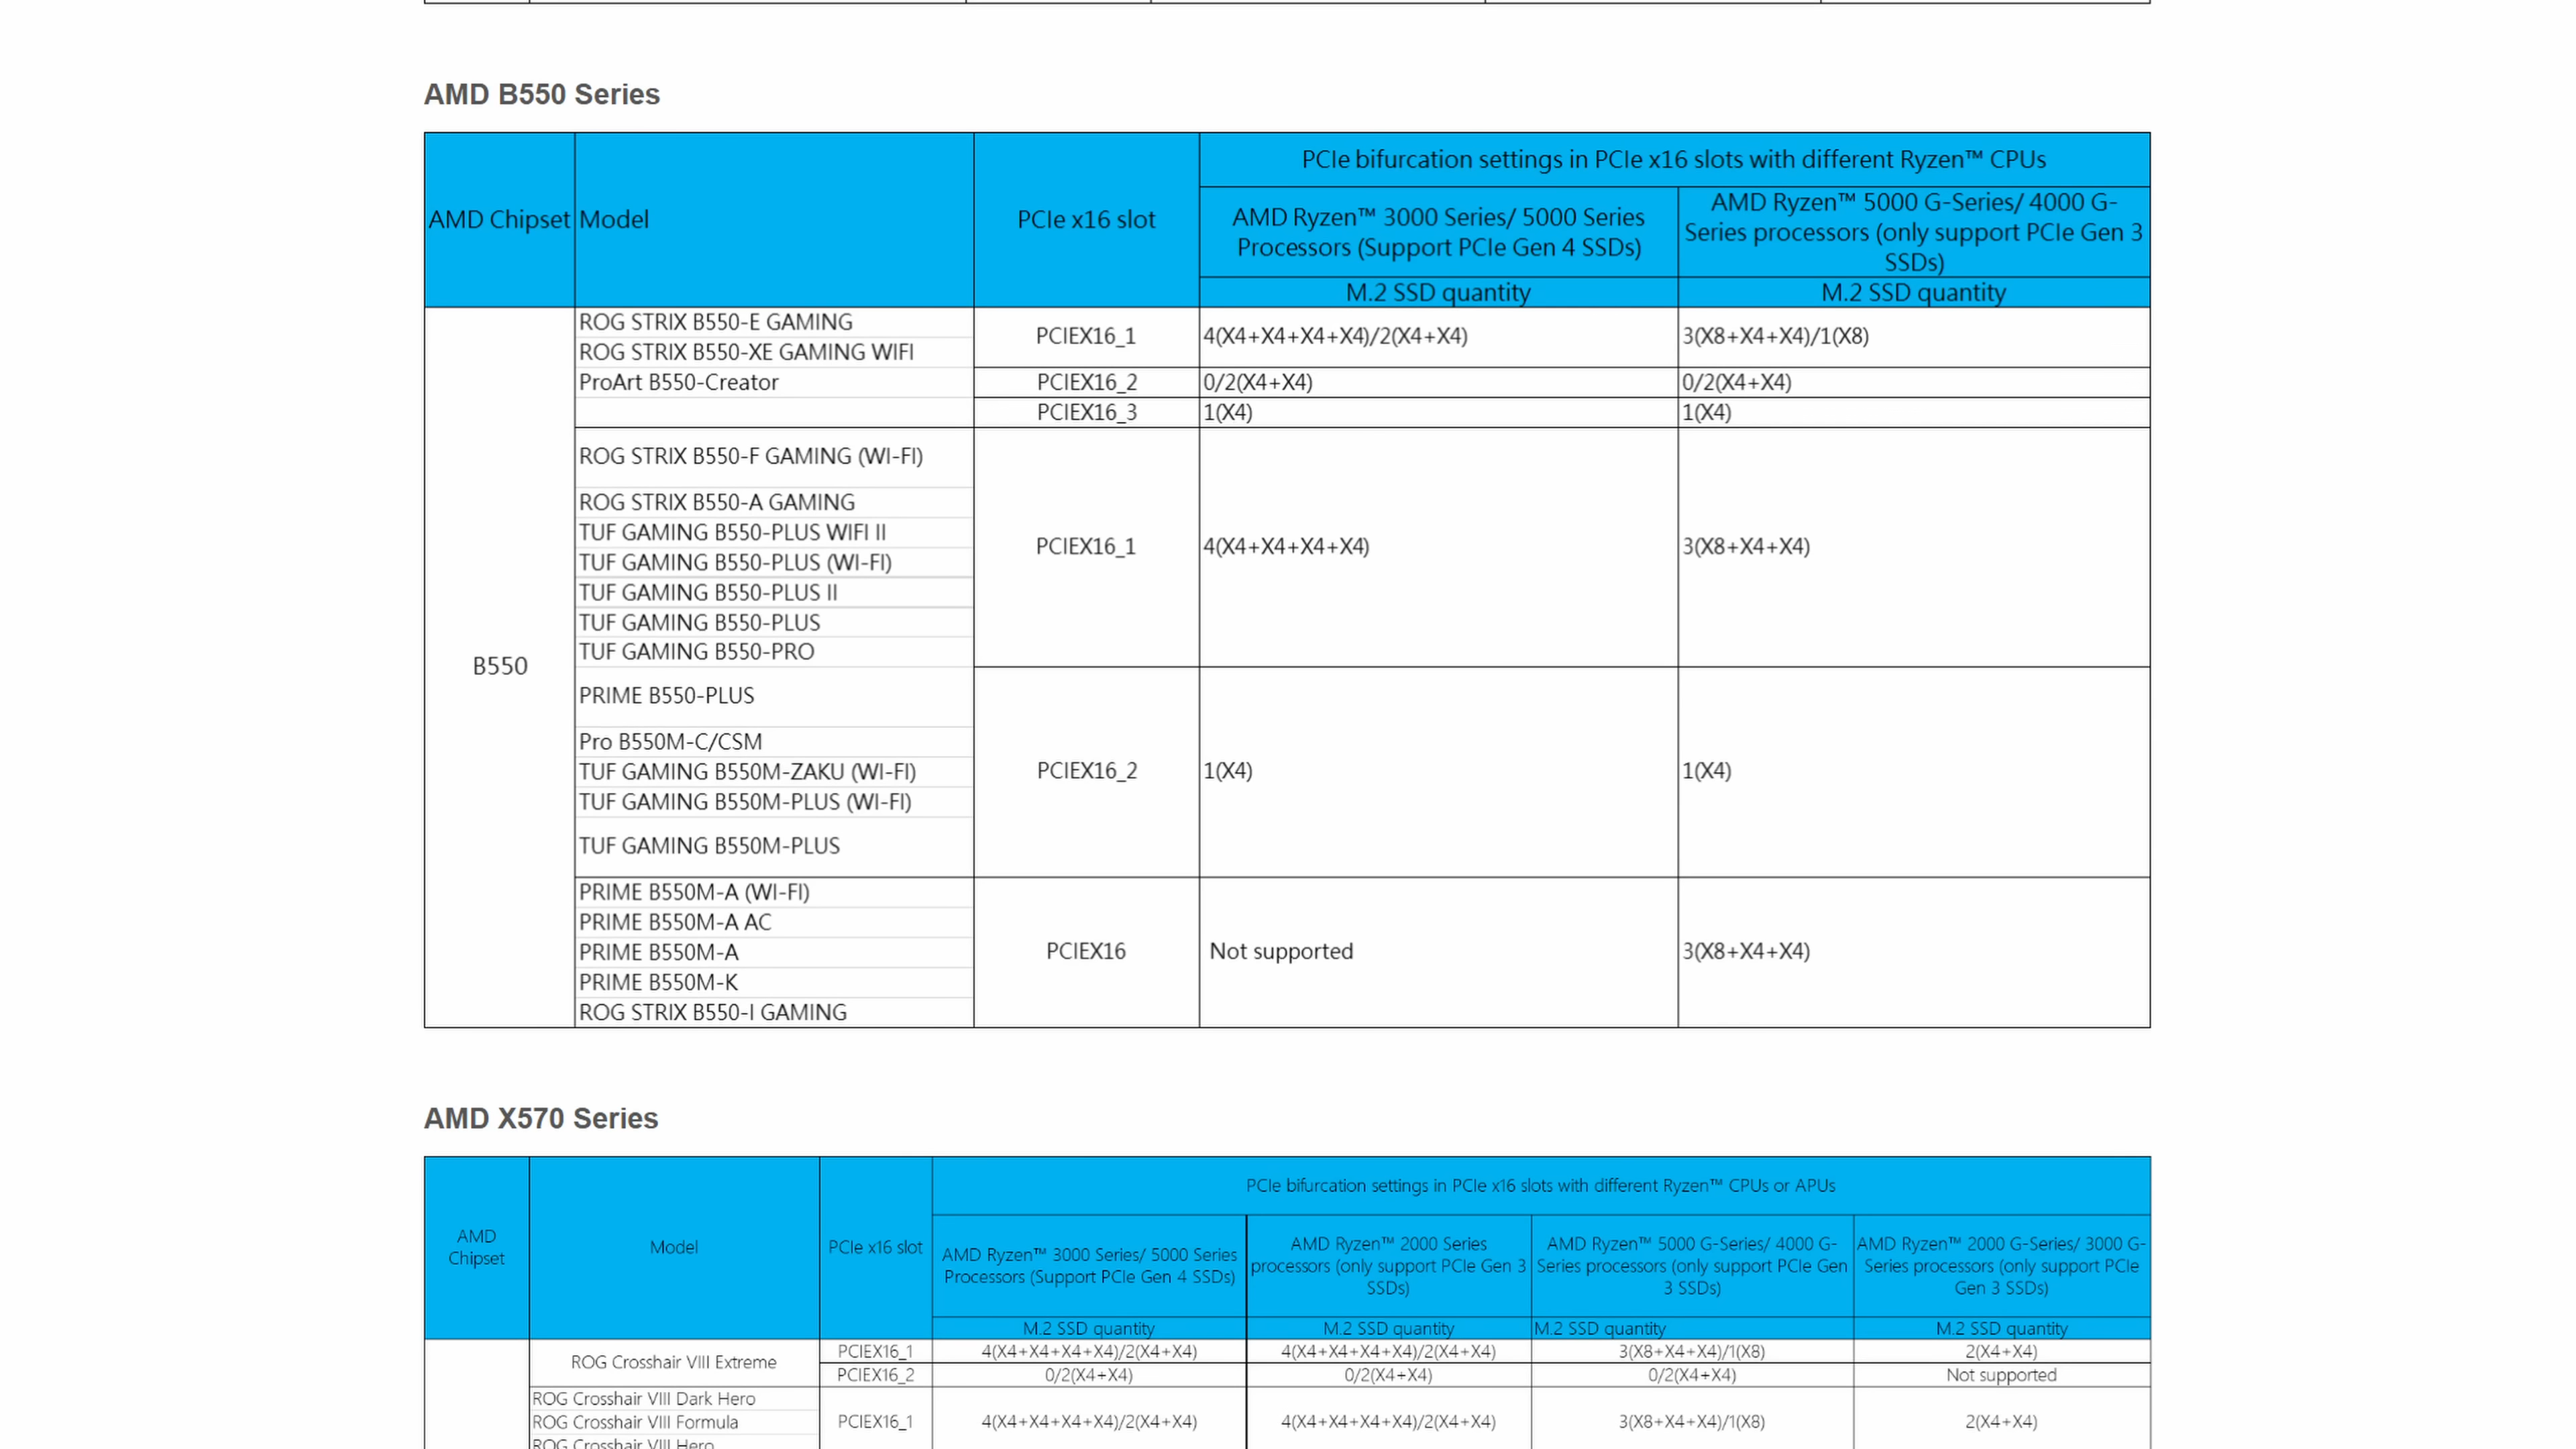 AMD B550 Series
PCIe bifurcation settings in PCIe x16 slots with different Ryzen™ CPUs
AMD Chipset
Model
PCIe x16 slot
AMD Ryzen™ 3000 Series/ 5000 Series
Processors (Support PCIe Gen 4 SSDs)
AMD Ryzen™ 5000 G-Series/ 4000 G-
Series processors (only support PCIe Gen 3
SSDs)
M.2 SSD quantity
M.2 SSD quantity
B550
ROG STRIX B550-E GAMING
ROG STRIX B550-XE GAMING WIFI
PCIEX16_1
4(X4+X4+X4+X4)/2(X4+X4)
3(X8+X4+X4)/1(X8)
ProArt B550-Creator
PCIEX16_2
0/2(X4+X4)
0/2(X4+X4)
PCIEX16_3
1(X4)
1(X4)
ROG STRIX B550-F GAMING (WI-FI)
ROG STRIX B550-A GAMING
TUF GAMING B550-PLUS WIFI II
TUF GAMING B550-PLUS (WI-FI)
TUF GAMING B550-PLUS II
TUF GAMING B550-PLUS
TUF GAMING B550-PRO
PCIEX16_1
4(X4+X4+X4+X4)
3(X8+X4+X4)
PRIME B550-PLUS
Pro B550M-C/CSM
TUF GAMING B550M-ZAKU (WI-FI)
TUF GAMING B550M-PLUS (WI-FI)
TUF GAMING B550M-PLUS
PCIEX16_2
1(X4)
1(X4)
PRIME B550M-A (WI-FI)
PRIME B550M-A AC
PRIME B550M-A
PRIME B550M-K
ROG STRIX B550-I GAMING
PCIEX16
Not supported
3(X8+X4+X4)
AMD X570 Series
PCIe bifurcation settings in PCIe x16 slots with different Ryzen™ CPUs or APUs
AMD
Chipset
Model
PCIe x16 slot
AMD Ryzen™ 3000 Series/ 5000 Series
Processors (Support PCIe Gen 4 SSDs)
AMD Ryzen™ 2000 Series
processors (only support PCIe Gen 3
SSDs)
AMD Ryzen™ 5000 G-Series/ 4000 G-
Series processors (only support PCIe Gen
3 SSDs)
AMD Ryzen™ 2000 G-Series/ 3000 G-
Series processors (only support PCIe
Gen 3 SSDs)
M.2 SSD quantity
M.2 SSD quantity
M.2 SSD quantity
M.2 SSD quantity
ROG Crosshair VIII Extreme
PCIEX16_1
4(X4+X4+X4+X4)/2(X4+X4)
4(X4+X4+X4+X4)/2(X4+X4)
3(X8+X4+X4)/1(X8)
2(X4+X4)
PCIEX16_2
0/2(X4+X4)
0/2(X4+X4)
0/2(X4+X4)
Not supported
ROG Crosshair VIII Dark Hero
ROG Crosshair VIII Formula
ROG Crosshair VIII Hero
PCIEX16_1
4(X4+X4+X4+X4)/2(X4+X4)
4(X4+X4+X4+X4)/2(X4+X4)
3(X8+X4+X4)/1(X8)
2(X4+X4)